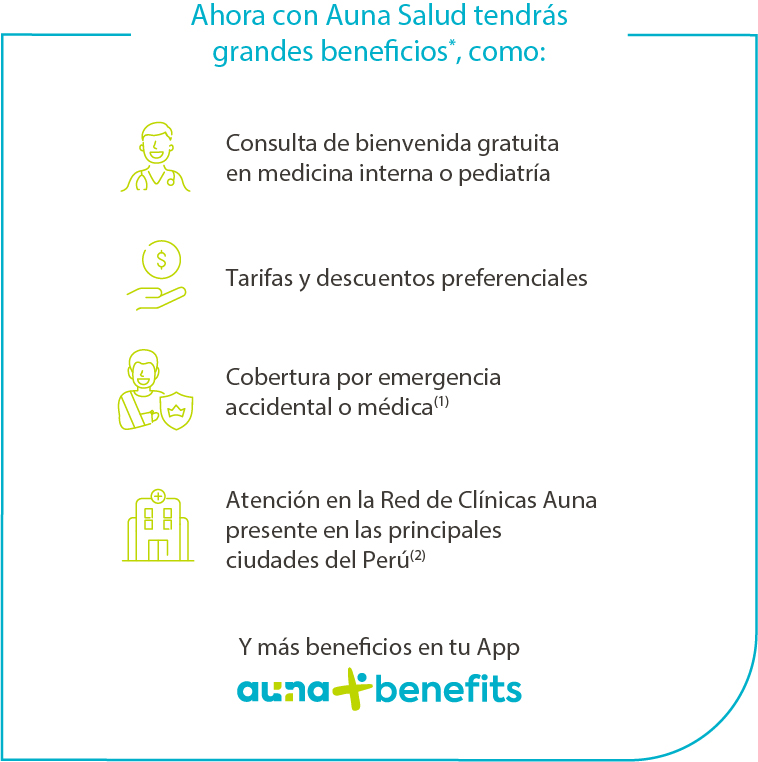 Ahora con Auna Salud tendrás
grandes beneficios*, como:
Consulta de bienvenida gratuita
en medicina interna o pediatría
$
Tarifas y descuentos preferenciales
Cobertura por emergencia
accidental o médica(1)
Atención en la Red de Clínicas Auna
presente en las principales
ciudades del Perú(2)
Y más beneficios en tu App
auna+benefits